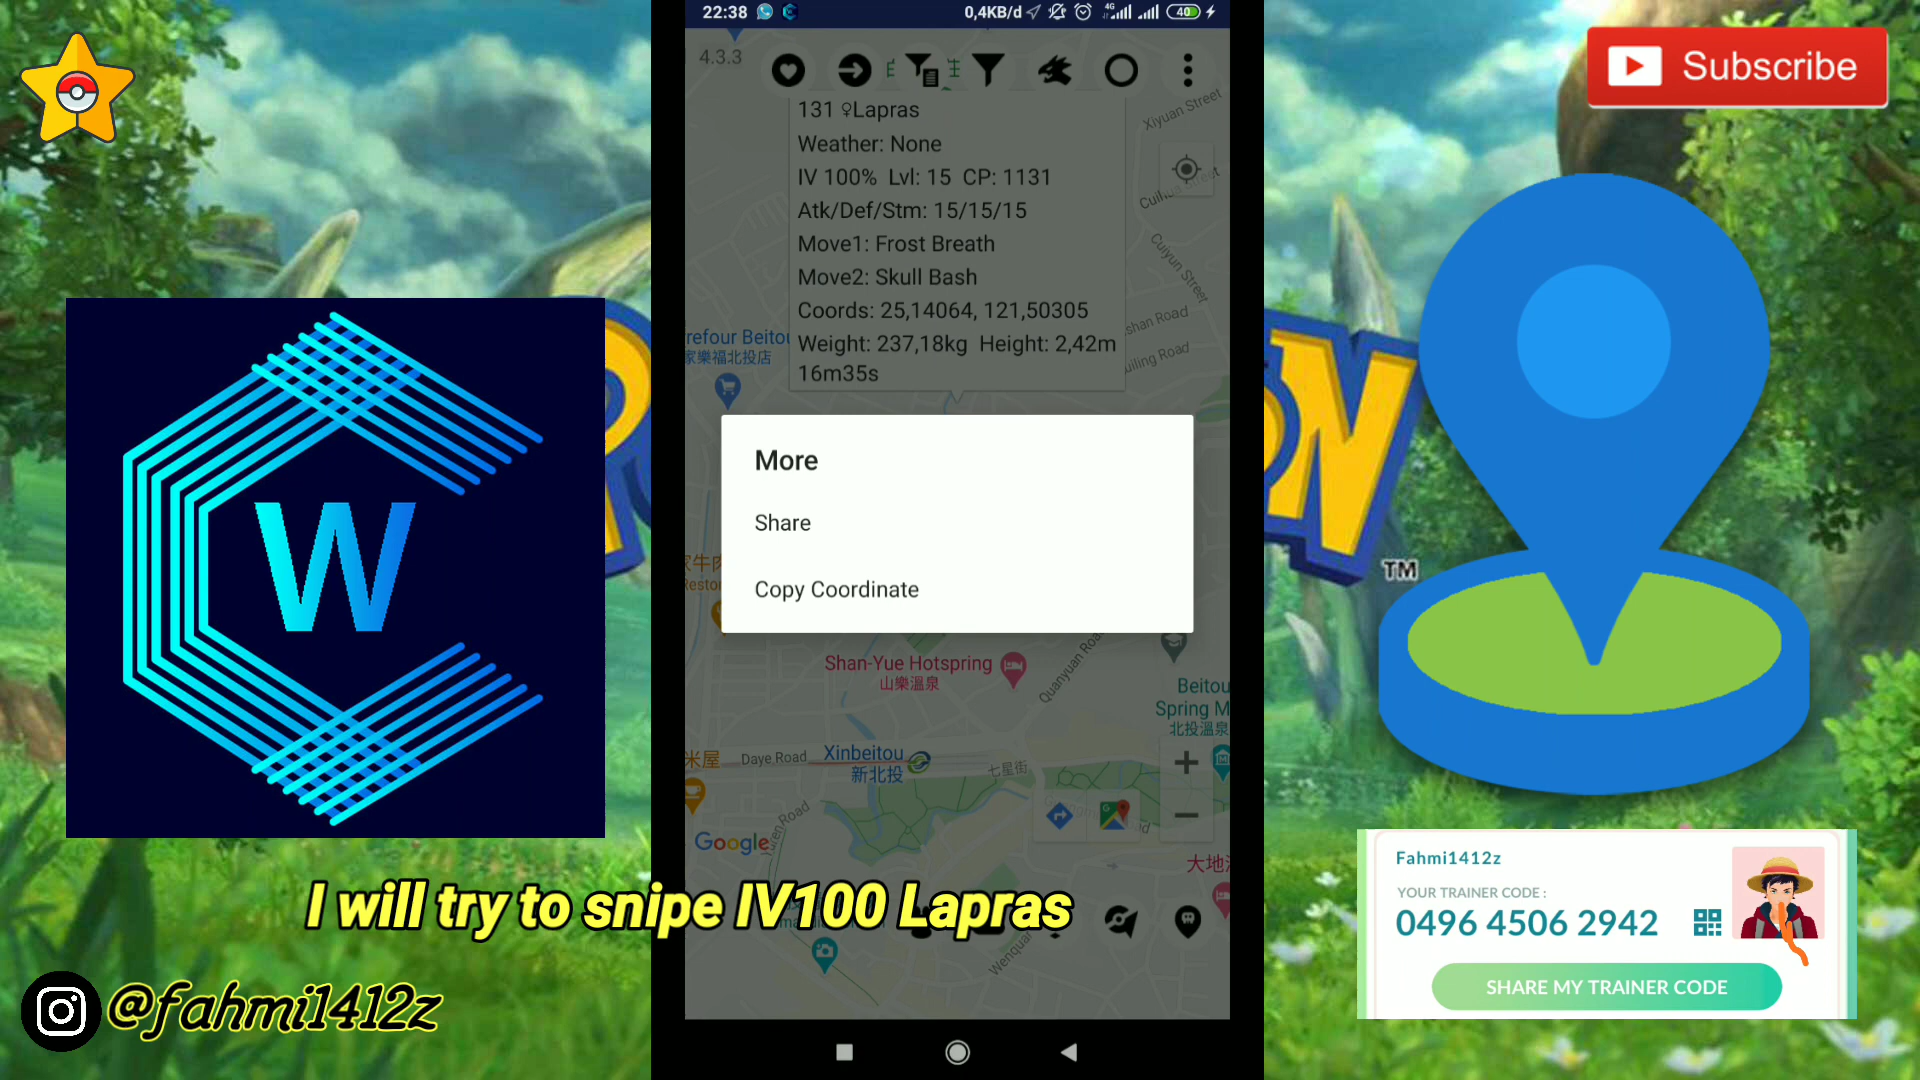 22:38
0,4KB/d
4G
40
4.3.3
131 ♀Lapras
Weather: None
IV 100% Lvl: 15 CP: 1131
Atk/Def/Stm: 15/15/15
Move1: Frost Breath
Move2: Skull Bash
Coords: 25,14064, 121,50305
Weight: 237,18kg Height: 2,42m
16m35s
Xiyuan Street
Cuiyun Street
shan Road
uiling Road
refour Beitou
家樂福北投店
More
Share
Copy Coordinate
Shan-Yue Hotspring
山樂溫泉
Quanyuan Road
Beitou
Spring M
北投溫泉
米屋
Daye Road
Xinbeitou
新北投
七星街
Google
大地
I will try to snipe IV100 Lapras
@fahmi1412z
W
Subscribe
N
TM
Fahmi1412z
YOUR TRAINER CODE :
0496 4506 2942
SHARE MY TRAINER CODE